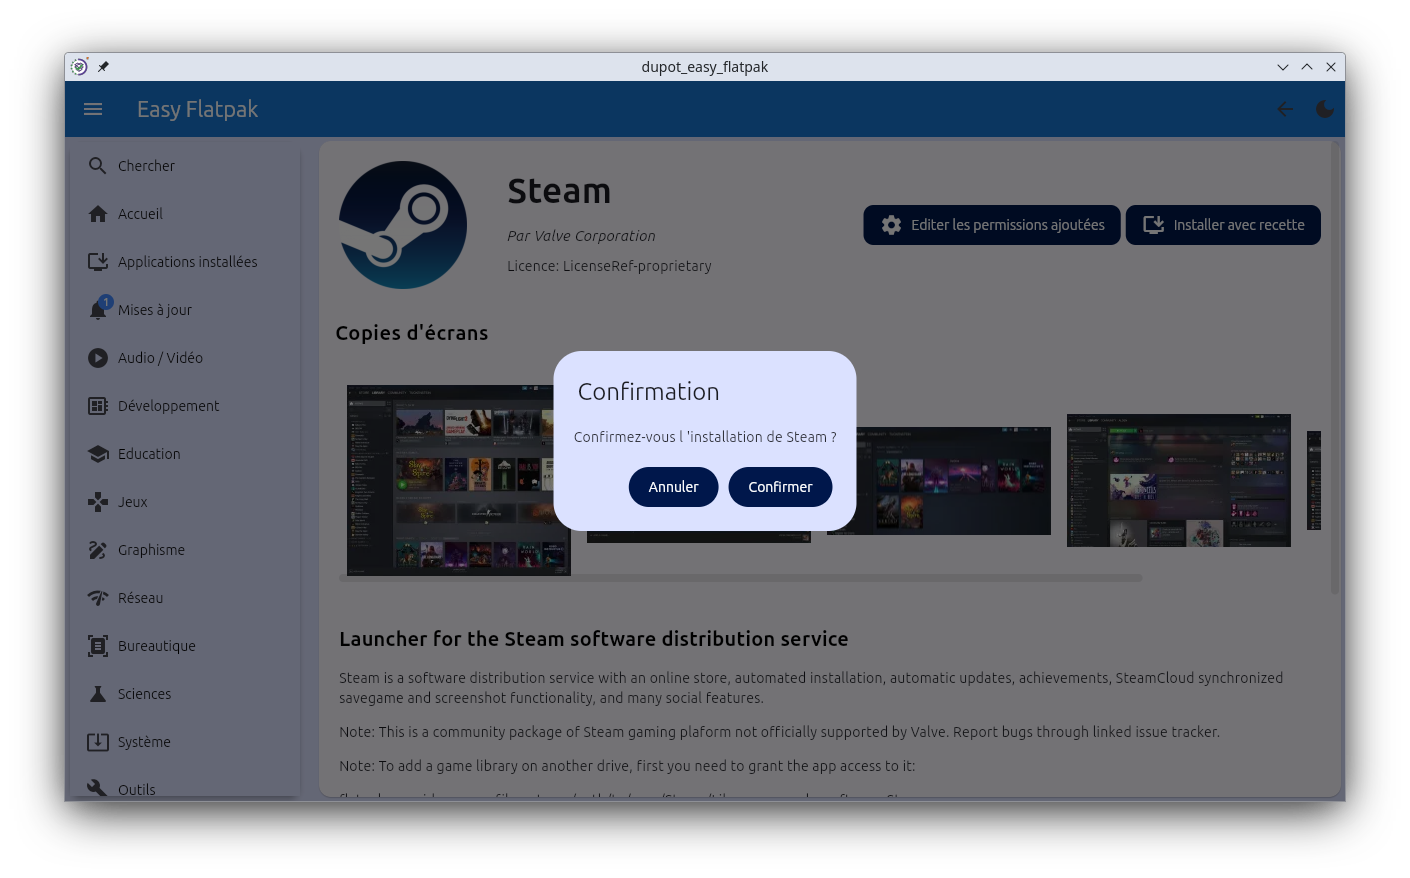 dupot_easy_flatpak
Easy Flatpak
Chercher
Accueil
Applications installées
1
Mises à jour
Audio / Vidéo
Développement
Education
Jeux
Graphisme
Réseau
Bureautique
Sciences
Système
Outils
Steam
Par Valve Corporation
Licence: LicenseRef-proprietary
Editer les permissions ajoutées
Installer avec recette
Copies d'écrans
Confirmation
Confirmez-vous l 'installation de Steam ?
Annuler
Confirmer
Launcher for the Steam software distribution service
Steam is a software distribution service with an online store, automated installation, automatic updates, achievements, SteamCloud synchronized
savegame and screenshot functionality, and many social features.
Note: This is a community package of Steam gaming plaform not officially supported by Valve. Report bugs through linked issue tracker.
Note: To add a game library on another drive, first you need to grant the app access to it: